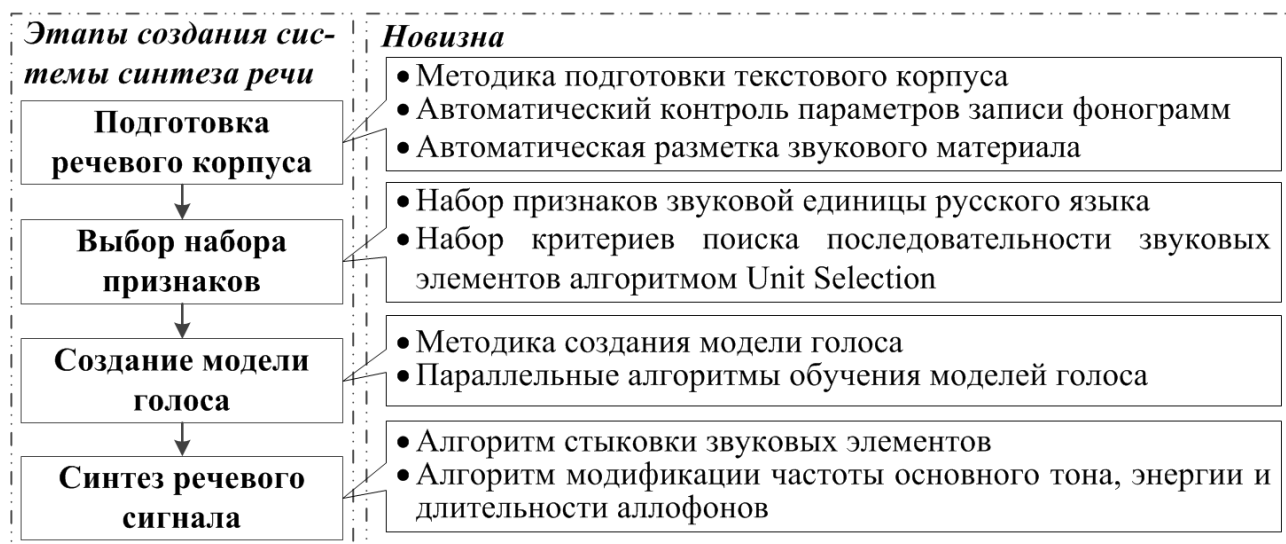 Этапы создания сис-
темы синтеза речи
Подготовка
речевого корпуса
Выбор набора
признаков
Создание модели
голоса
Синтез речевого
сигнала
Новизна
• Методика подготовки текстового корпуса
• Автоматический контроль параметров записи фонограмм
• Автоматическая разметка звукового материала
• Набор признаков звуковой единицы русского языка
• Набор критериев поиска последовательности звуковых
элементов алгоритмом Unit Selection
• Методика создания модели голоса
• Параллельные алгоритмы обучения моделей голоса
• Алгоритм стыковки звуковых элементов
• Алгоритм модификации частоты основного тона, энергии и
длительности аллофонов